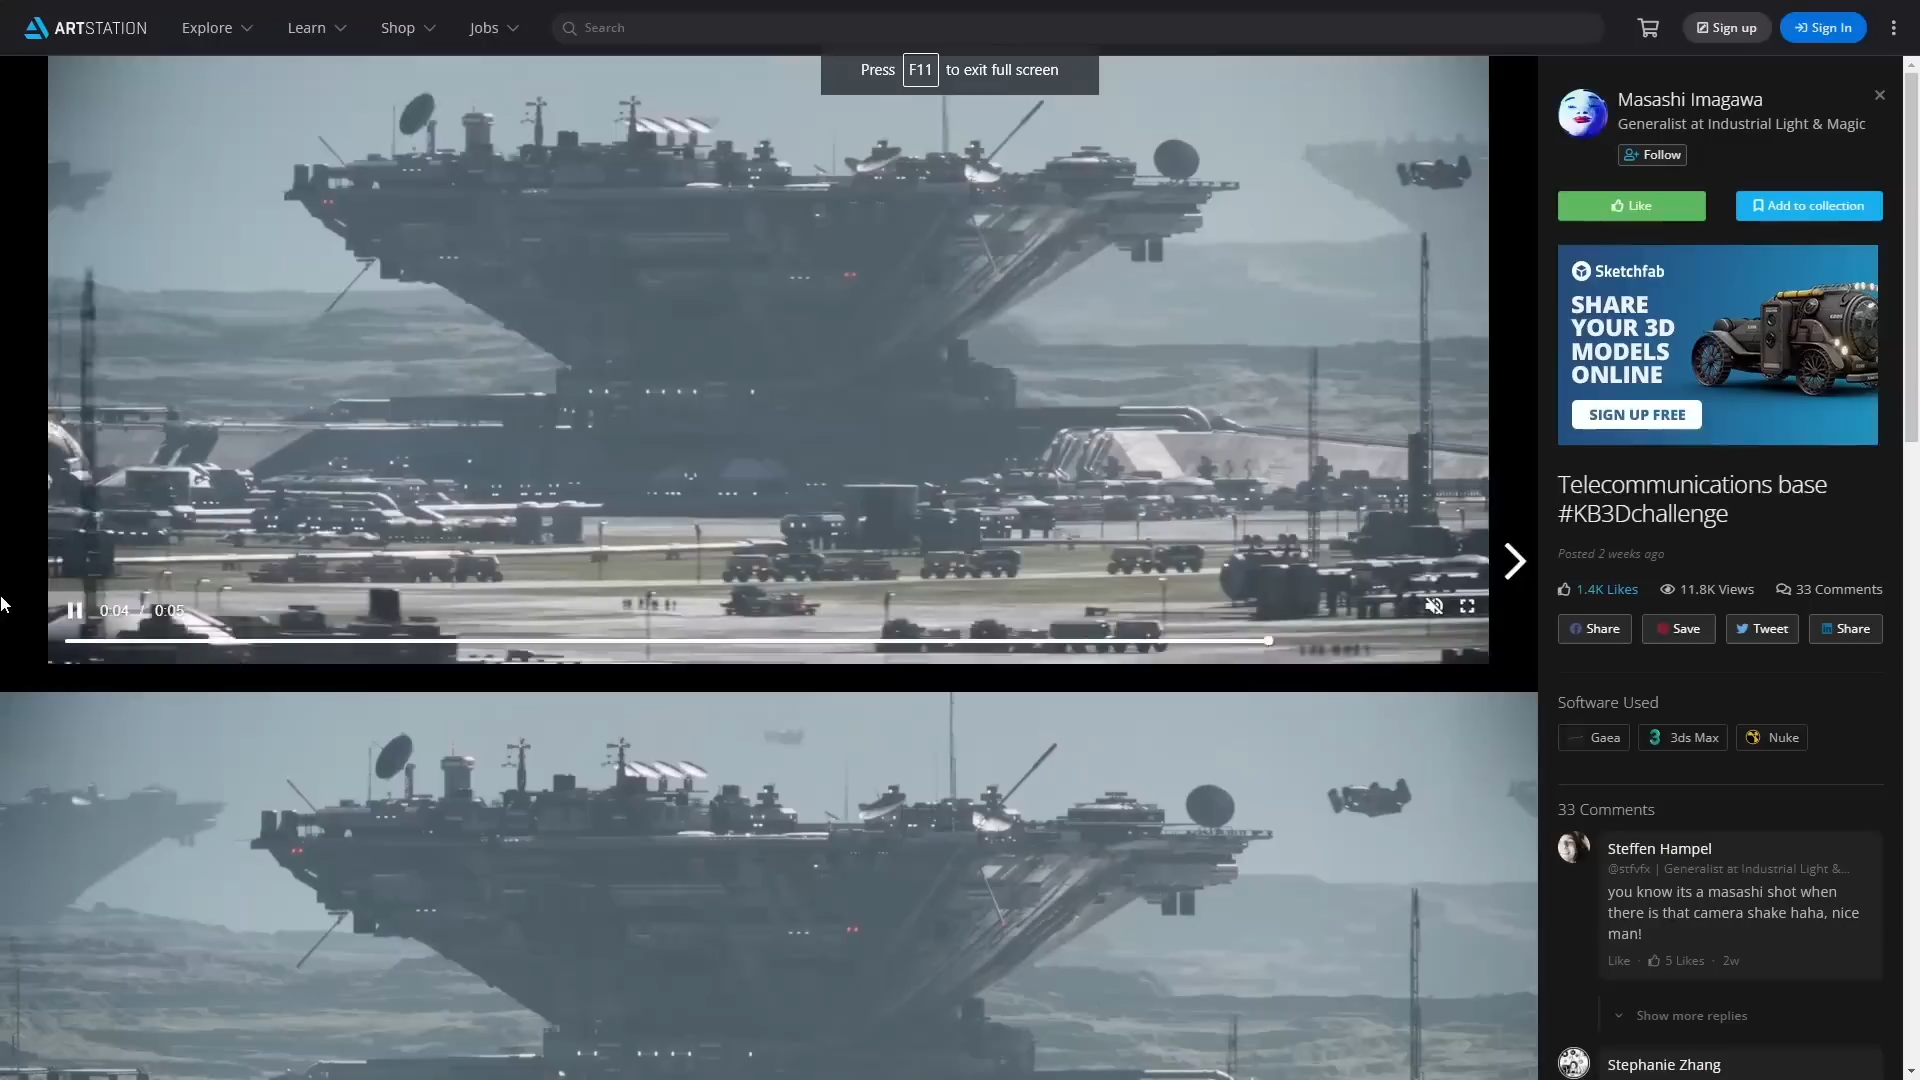 ARTSTATION
Explore
Learn
Shop
Jobs
Search
Sign up
Sign In
Press F11 to exit full screen
Masashi Imagawa
Generalist at Industrial Light & Magic
Follow
Like
Add to collection
Sketchfab
SHARE
YOUR 3D
MODELS
ONLINE
SIGN UP FREE
Telecommunications base
#KB3Dchallenge
Posted 2 weeks ago
1.4K Likes
11.8K Views
33 Comments
Share
Save
Tweet
Share
0:04 / 0:05
Software Used
Gaea
3ds Max
Nuke
33 Comments
Steffen Hampel
@stfvfx | Generalist at Industrial Light &...
you know its a masashi shot when
there is that camera shake haha, nice
man!
Like · 5 Likes · 2w
Show more replies
Stephanie Zhang